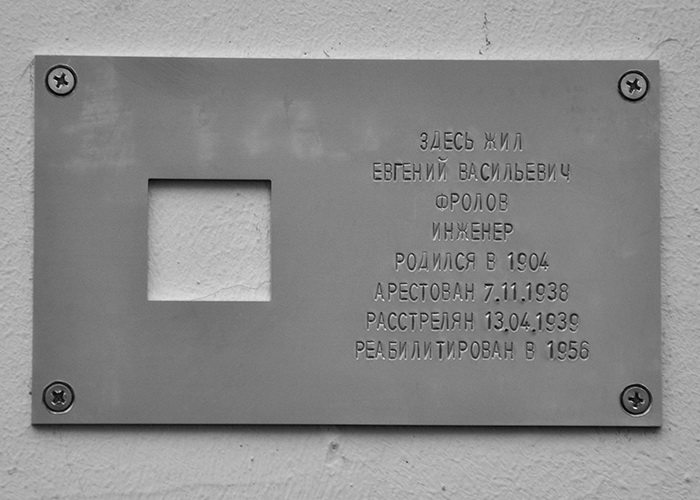 ЗДЕСЬ ЖИЛ
ЕВГЕНИЙ ВАСИЛЬЕВИЧ
ФРОЛОВ
ИНЖЕНЕР
РОДИЛСЯ В 1904
АРЕСТОВАН 7.11.1938
РАССТРЕЛЯН 13.04.1939
РЕАБИЛИТИРОВАН В 1956